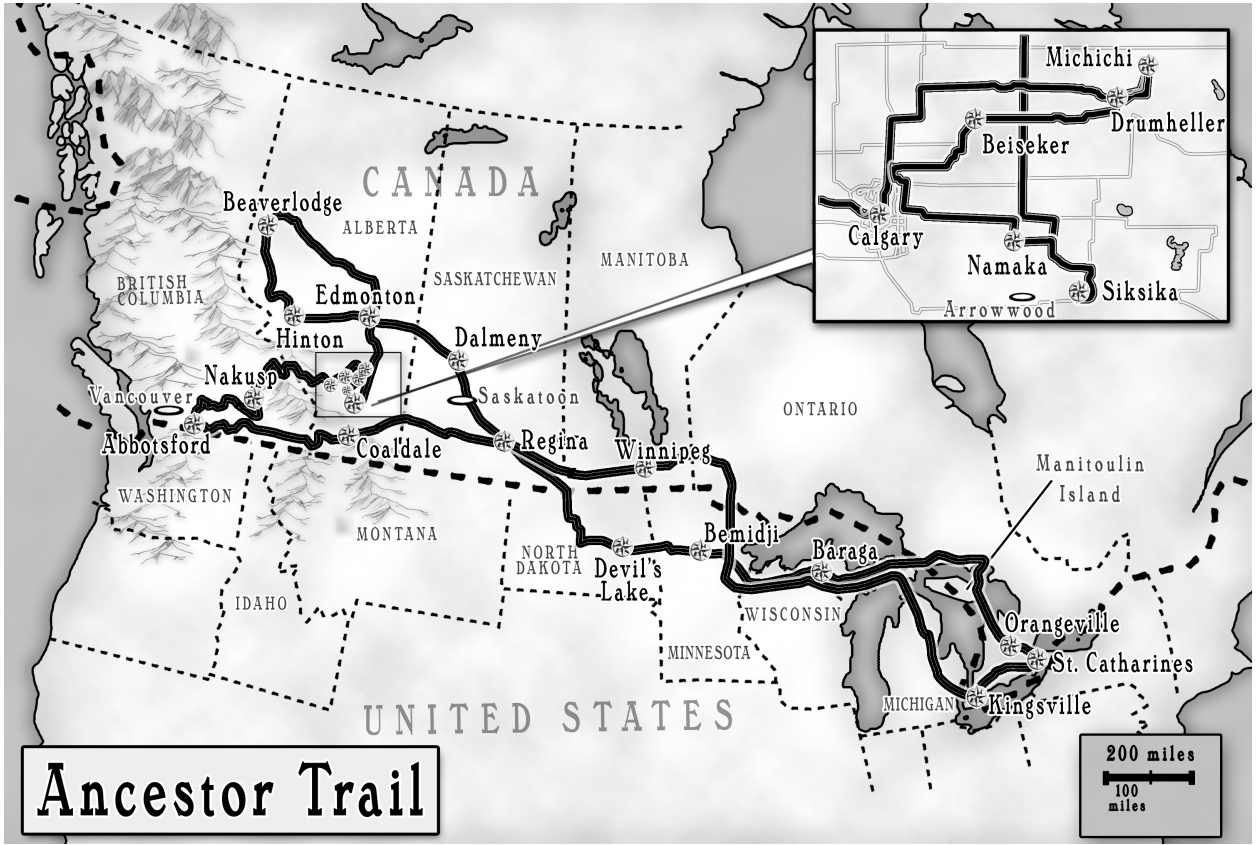 Michichi
Drumheller
Beiseker
Calgary
Namaka
Siksika
Arrowwood
CANADA
Beaverlodge
ALBERTA
SASKATCHEWAN
MANITOBA
BRITISH
COLUMBIA
Edmonton
Hinton
Dalmeny
Nakusp
Vancouver
Saskatoon
ONTARIO
Abbotsford
Coaldale
Regina
Winnipeg
Manitoulin
Island
WASHINGTON
MONTANA
Bemidji
NORTH
DAKOTA
Devil's
Lake
Baraga
IDAHO
WISCONSIN
Orangeville
MINNESOTA
St. Catharines
MICHIGAN
Kingsville
UNITED STATES
Ancestor Trail
200 miles
100
miles